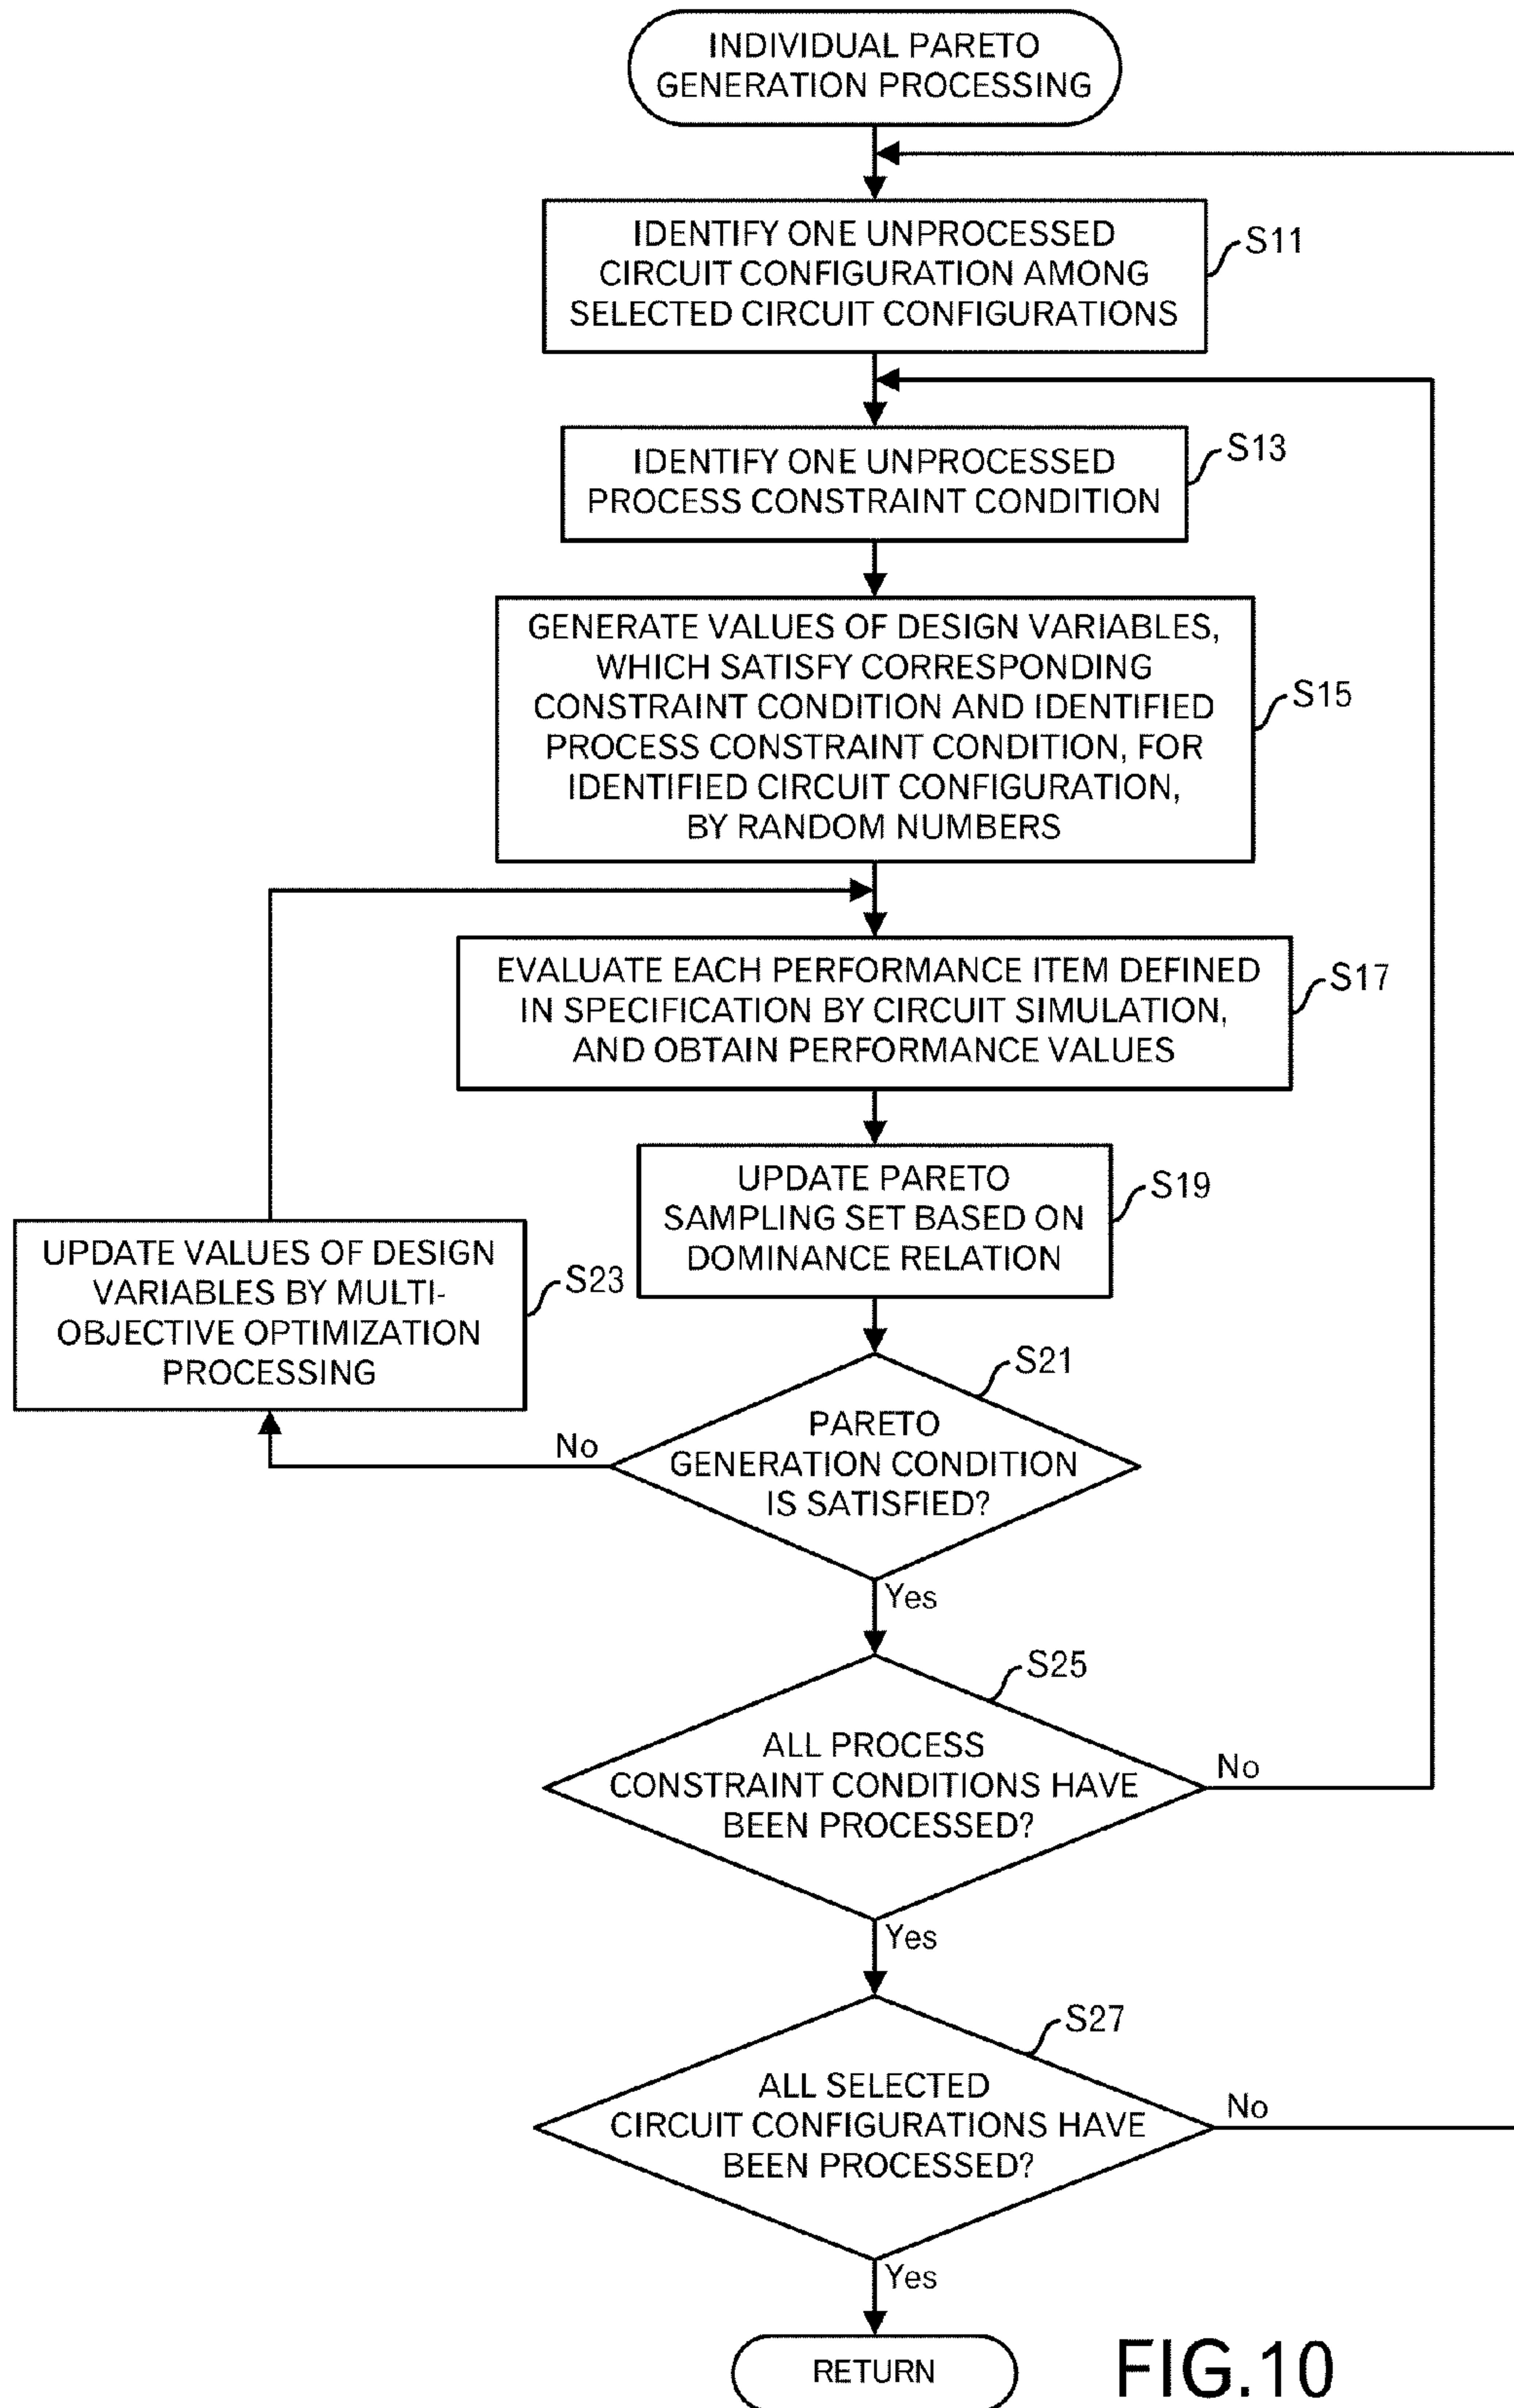 INDIVIDUAL PARETO
GENERATION PROCESSING
IDENTIFY ONE UNPROCESSED
CIRCUIT CONFIGURATION AMONG
SELECTED CIRCUIT CONFIGURATIONS
S11
IDENTIFY ONE UNPROCESSED
PROCESS CONSTRAINT CONDITION
S13
GENERATE VALUES OF DESIGN VARIABLES,
WHICH SATISFY CORRESPONDING
CONSTRAINT CONDITION AND IDENTIFIED
PROCESS CONSTRAINT CONDITION, FOR
IDENTIFIED CIRCUIT CONFIGURATION,
BY RANDOM NUMBERS
S15
EVALUATE EACH PERFORMANCE ITEM DEFINED
IN SPECIFICATION BY CIRCUIT SIMULATION,
AND OBTAIN PERFORMANCE VALUES
S17
UPDATE PARETO
SAMPLING SET BASED ON
DOMINANCE RELATION
S19
UPDATE VALUES OF DESIGN
VARIABLES BY MULTI-
OBJECTIVE OPTIMIZATION
PROCESSING
S23
S21
PARETO
GENERATION CONDITION
IS SATISFIED?
No
Yes
S25
ALL PROCESS
CONSTRAINT CONDITIONS HAVE
BEEN PROCESSED?
No
Yes
S27
ALL SELECTED
CIRCUIT CONFIGURATIONS HAVE
BEEN PROCESSED?
No
Yes
RETURN
FIG.10